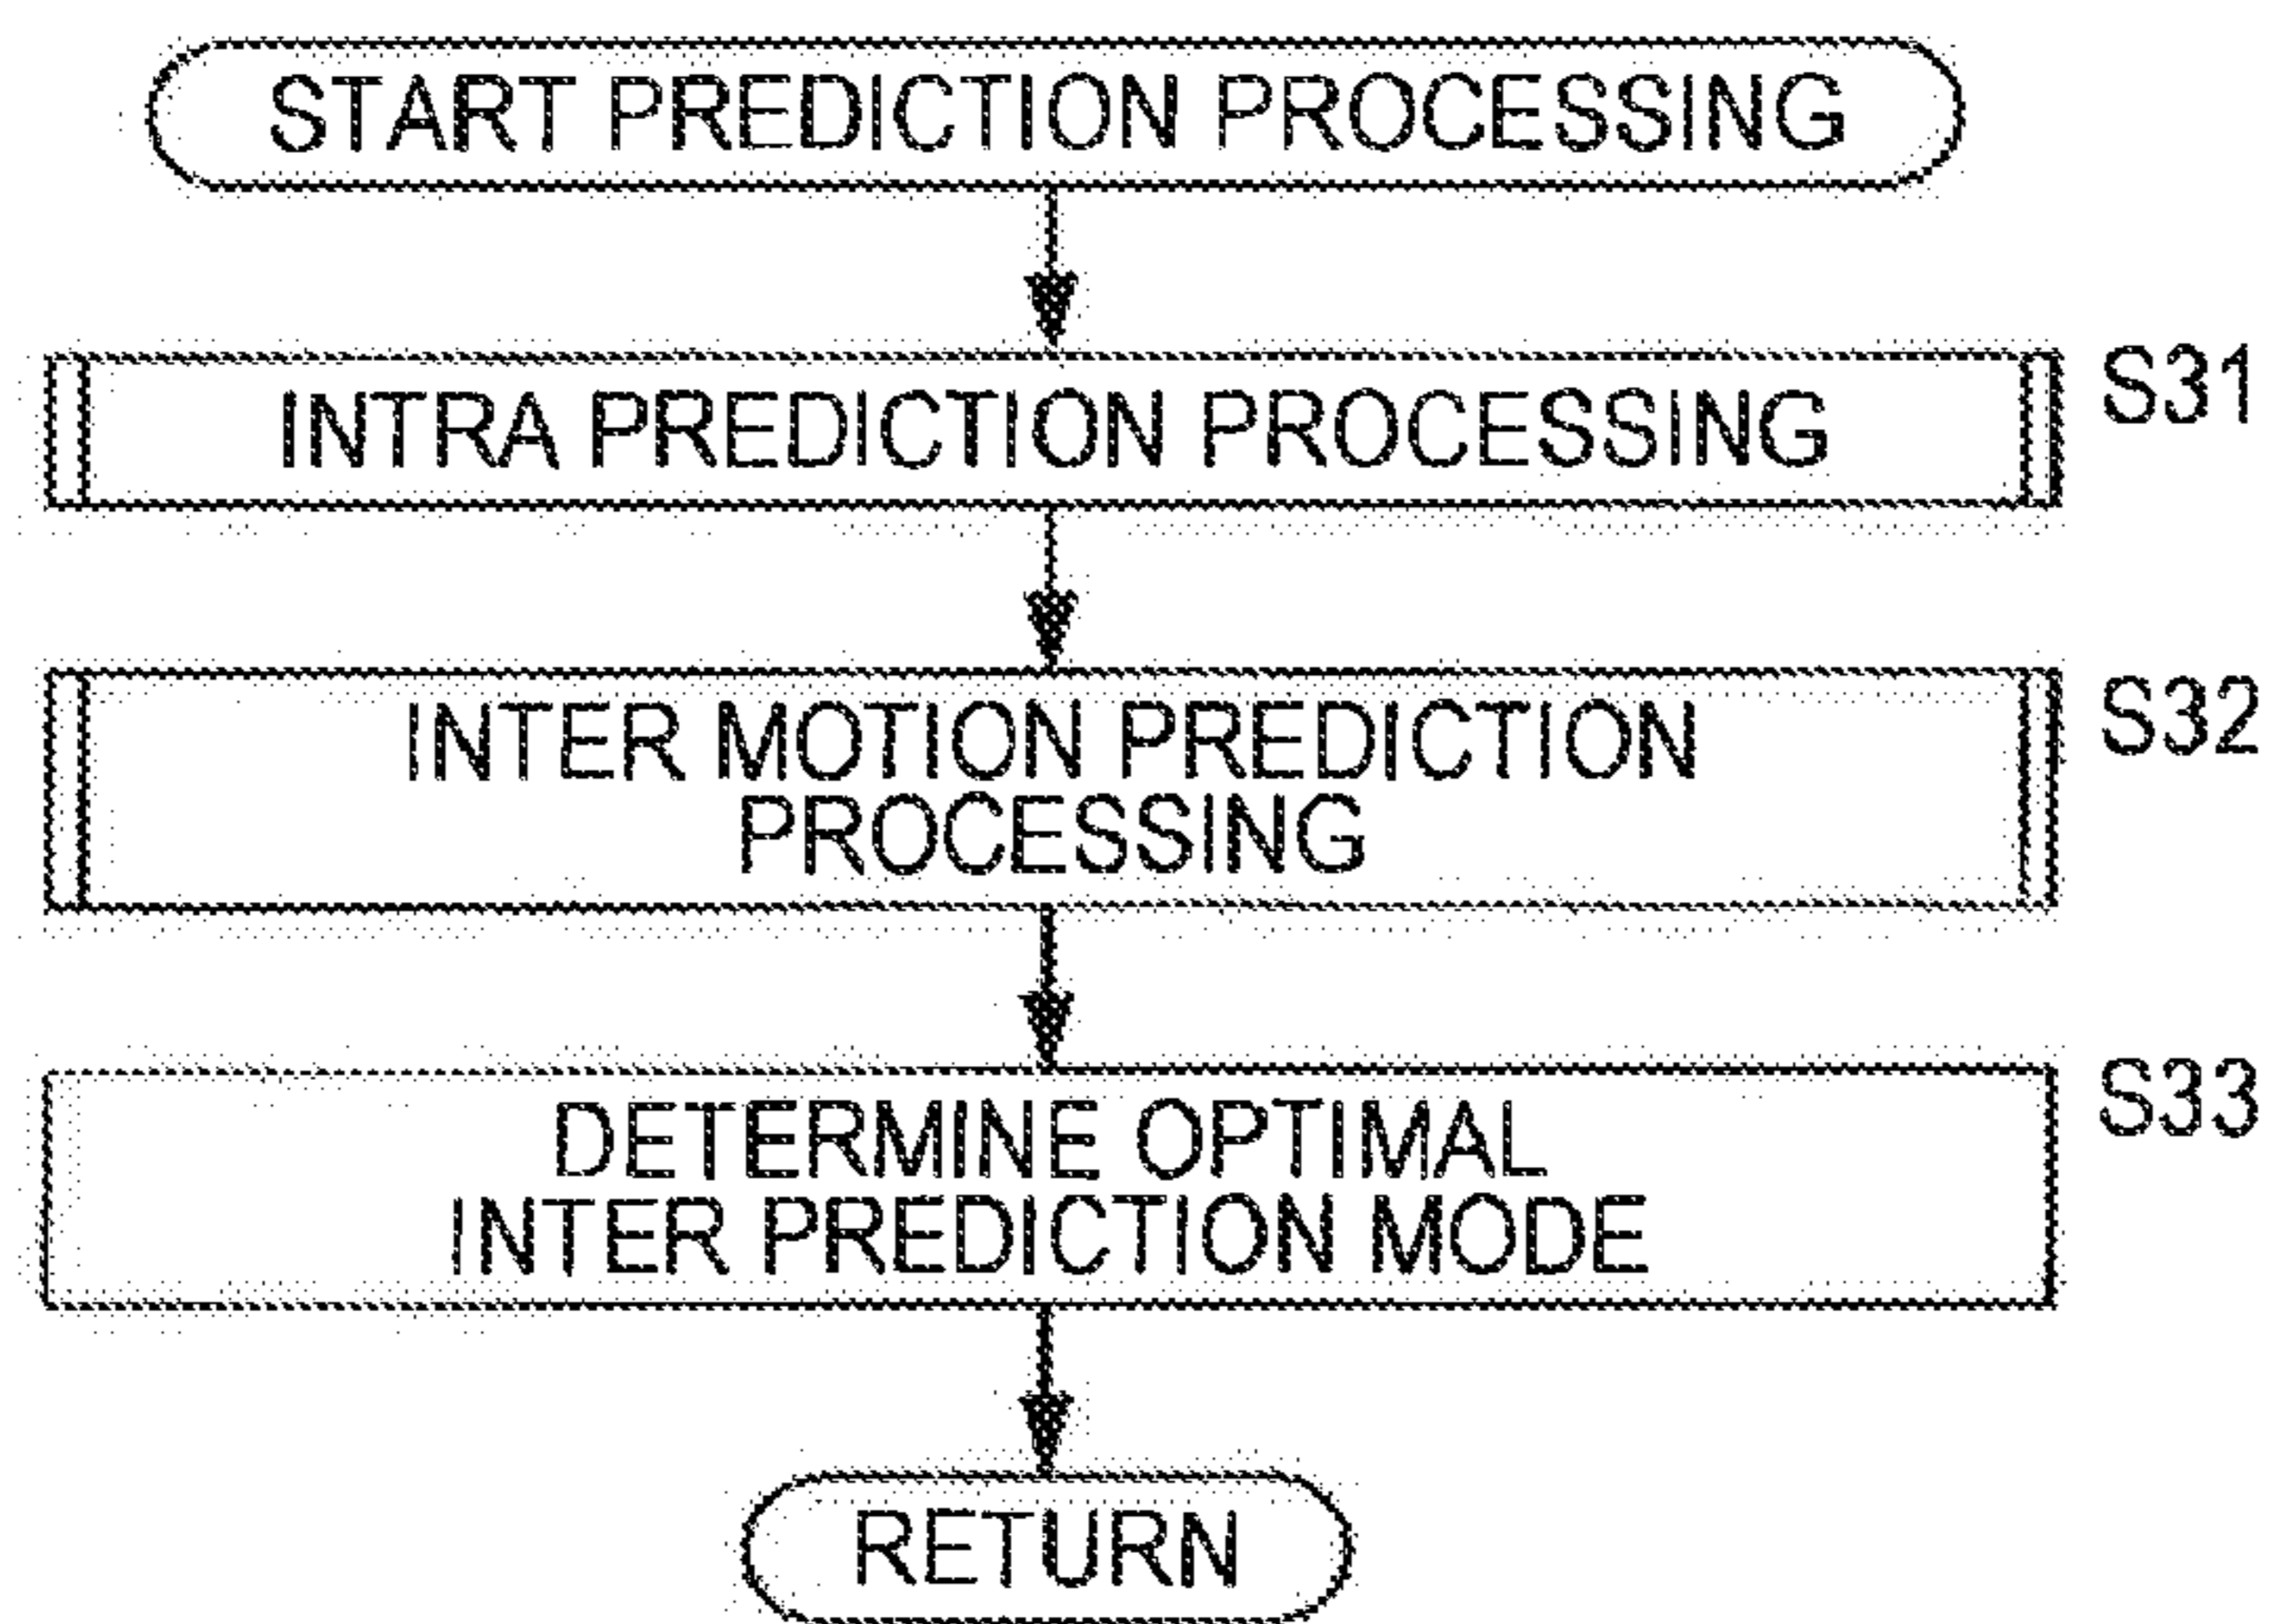 START PREDICTION PROCESSING
INTRA PREDICTION PROCESSING
S31
INTER MOTION PREDICTION
PROCESSING
S32
DETERMINE OPTIMAL
INTER PREDICTION MODE
S33
RETURN